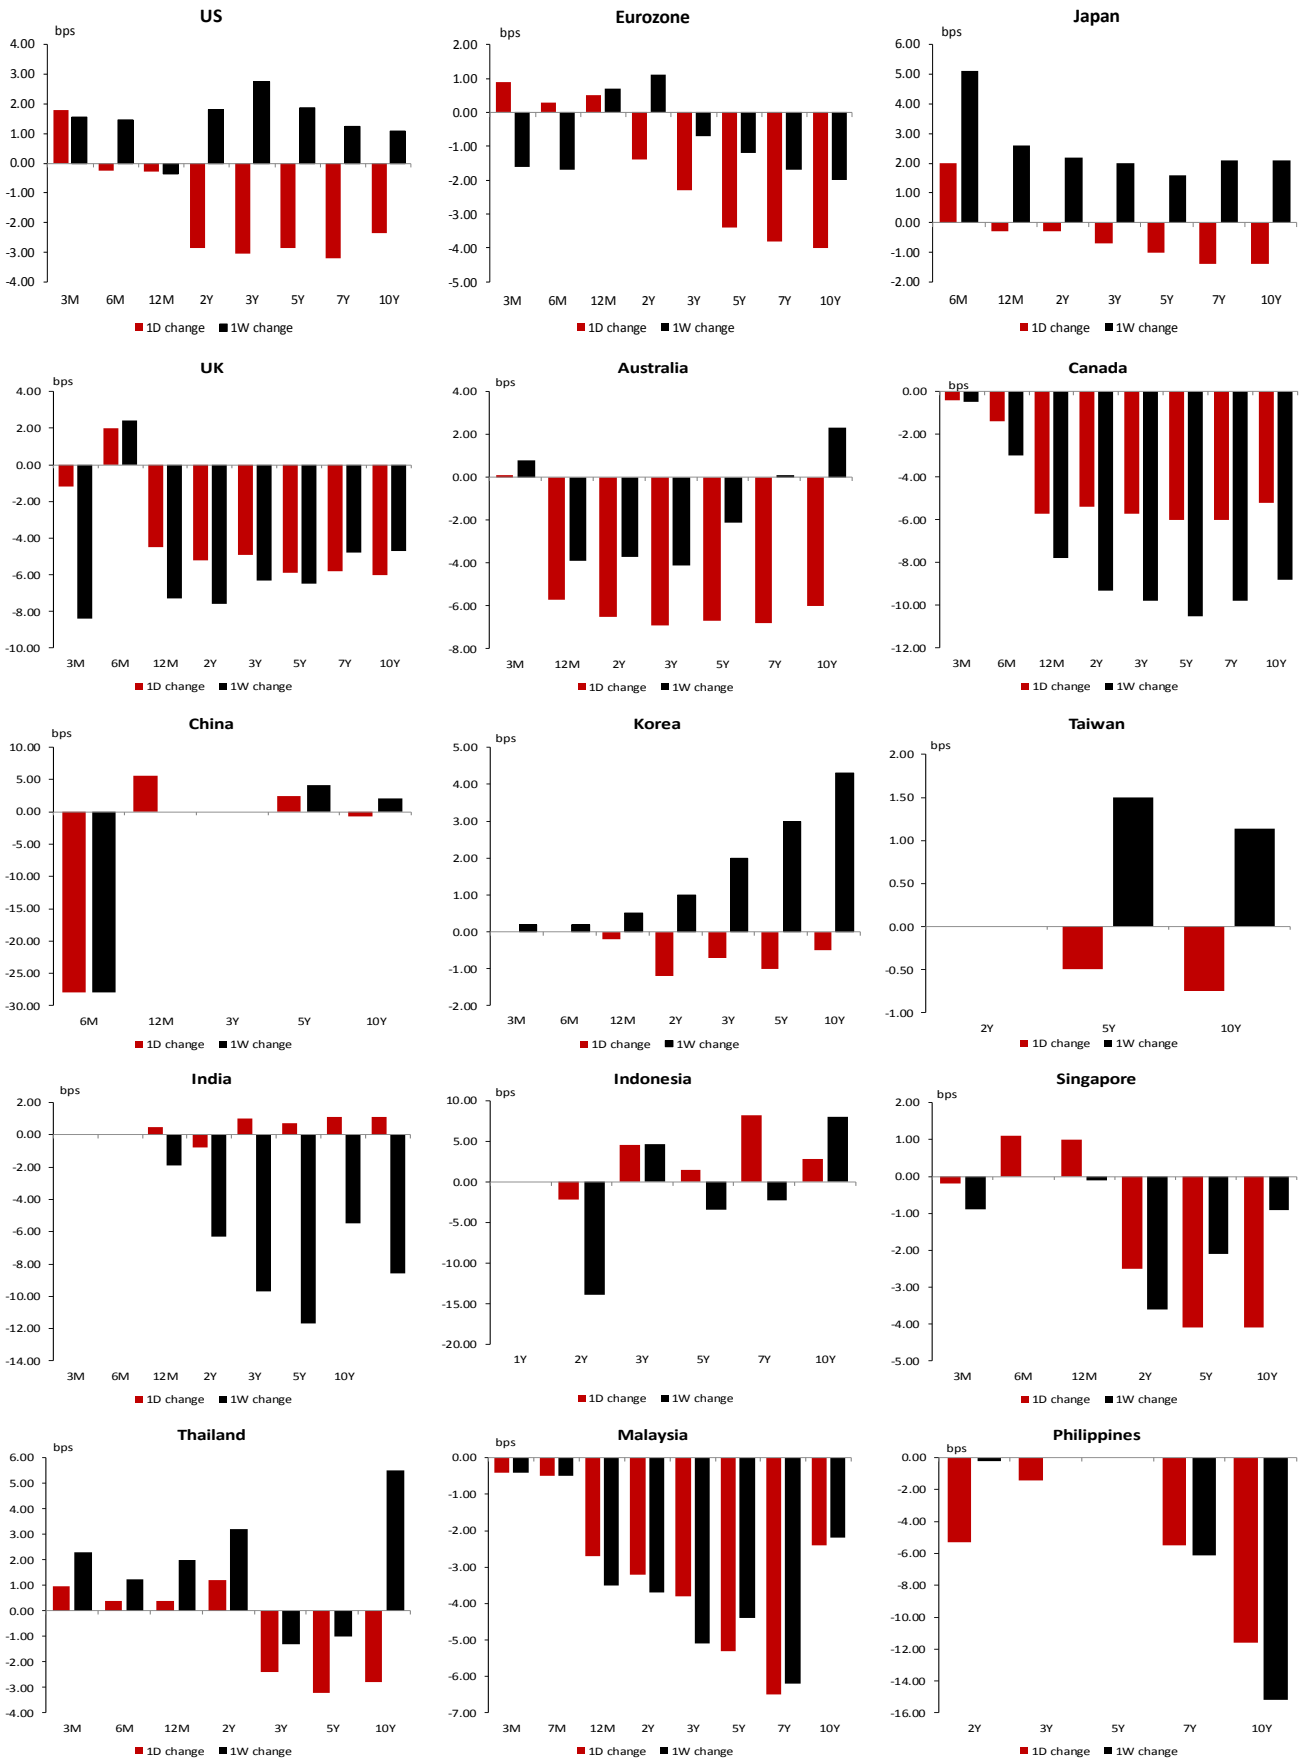 US
bps
4.00
3.00
2.00
1.00
0.00
-1.00
-2.00
-3.00
-4.00
3M 6M 12M 2Y 3Y 5Y 7Y 10Y
1D change 1W change
Eurozone
bps
2.00
1.00
0.00
-1.00
-2.00
-3.00
-4.00
-5.00
3M 6M 12M 2Y 3Y 5Y 7Y 10Y
1D change 1W change
Japan
bps
6.00
5.00
4.00
3.00
2.00
1.00
0.00
-1.00
-2.00
6M 12M 2Y 3Y 5Y 7Y 10Y
1D change 1W change
UK
bps
4.00
2.00
0.00
-2.00
-4.00
-6.00
-8.00
-10.00
3M 6M 12M 2Y 3Y 5Y 7Y 10Y
1D change 1W change
Australia
bps
4.00
2.00
0.00
-2.00
-4.00
-6.00
-8.00
3M 12M 2Y 3Y 5Y 7Y 10Y
1D change 1W change
Canada
bps
0.00
-2.00
-4.00
-6.00
-8.00
-10.00
-12.00
3M 6M 12M 2Y 3Y 5Y 7Y 10Y
1D change 1W change
China
bps
10.00
5.00
0.00
-5.00
-10.00
-15.00
-20.00
-25.00
-30.00
6M 12M 3Y 5Y 10Y
1D change 1W change
Korea
bps
5.00
4.00
3.00
2.00
1.00
0.00
-1.00
-2.00
3M 6M 12M 2Y 3Y 5Y 10Y
1D change 1W change
Taiwan
bps
2.00
1.50
1.00
0.50
0.00
-0.50
-1.00
2Y 5Y 10Y
1D change 1W change
India
bps
2.00
0.00
-2.00
-4.00
-6.00
-8.00
-10.00
-12.00
-14.00
3M 6M 12M 2Y 3Y 5Y 10Y
1D change 1W change
Indonesia
bps
10.00
5.00
0.00
-5.00
-10.00
-15.00
-20.00
1Y 2Y 3Y 5Y 7Y 10Y
1D change 1W change
Singapore
bps
2.00
1.00
0.00
-1.00
-2.00
-3.00
-4.00
-5.00
3M 6M 12M 2Y 5Y 10Y
1D change 1W change
Thailand
bps
6.00
5.00
4.00
3.00
2.00
1.00
0.00
-1.00
-2.00
-3.00
-4.00
3M 6M 12M 2Y 3Y 5Y 10Y
1D change 1W change
Malaysia
bps
0.00
-1.00
-2.00
-3.00
-4.00
-5.00
-6.00
-7.00
3M 7M 12M 2Y 3Y 5Y 7Y 10Y
1D change 1W change
Philippines
bps
0.00
-2.00
-4.00
-6.00
-8.00
-10.00
-12.00
-14.00
-16.00
2Y 3Y 5Y 7Y 10Y
1D change 1W change